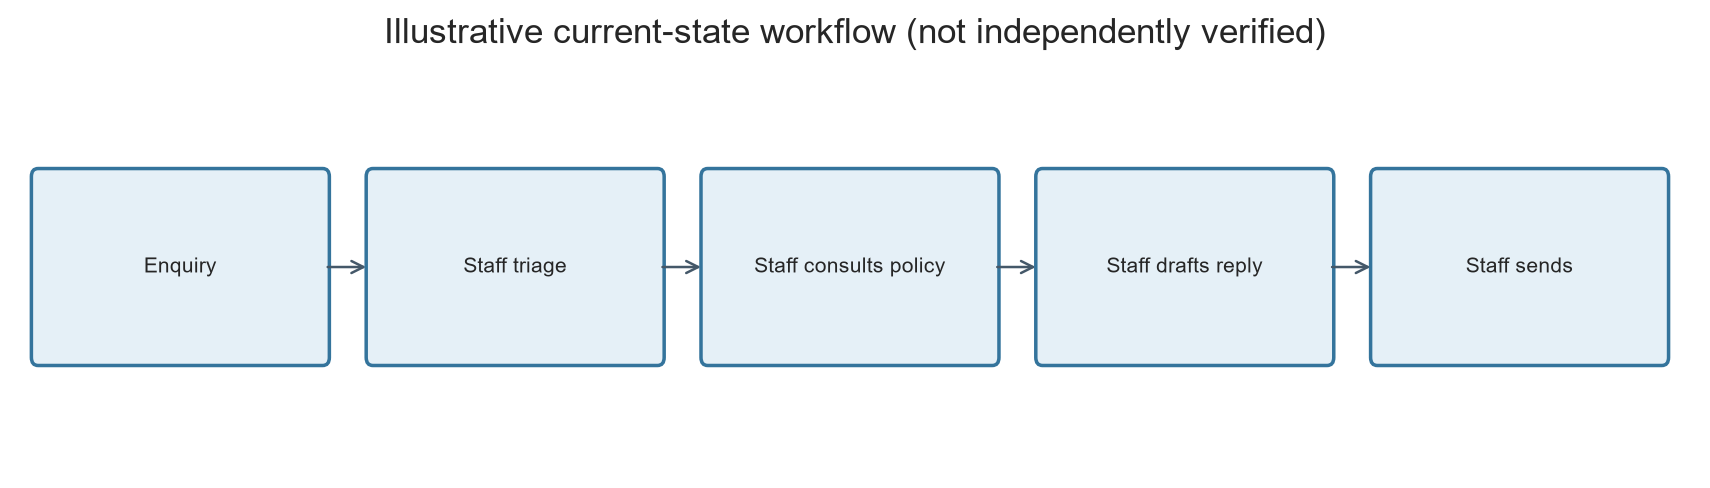 Illustrative current-state workflow (not independently verified)
Enquiry
Staff triage
Staff consults policy
Staff drafts reply
Staff sends